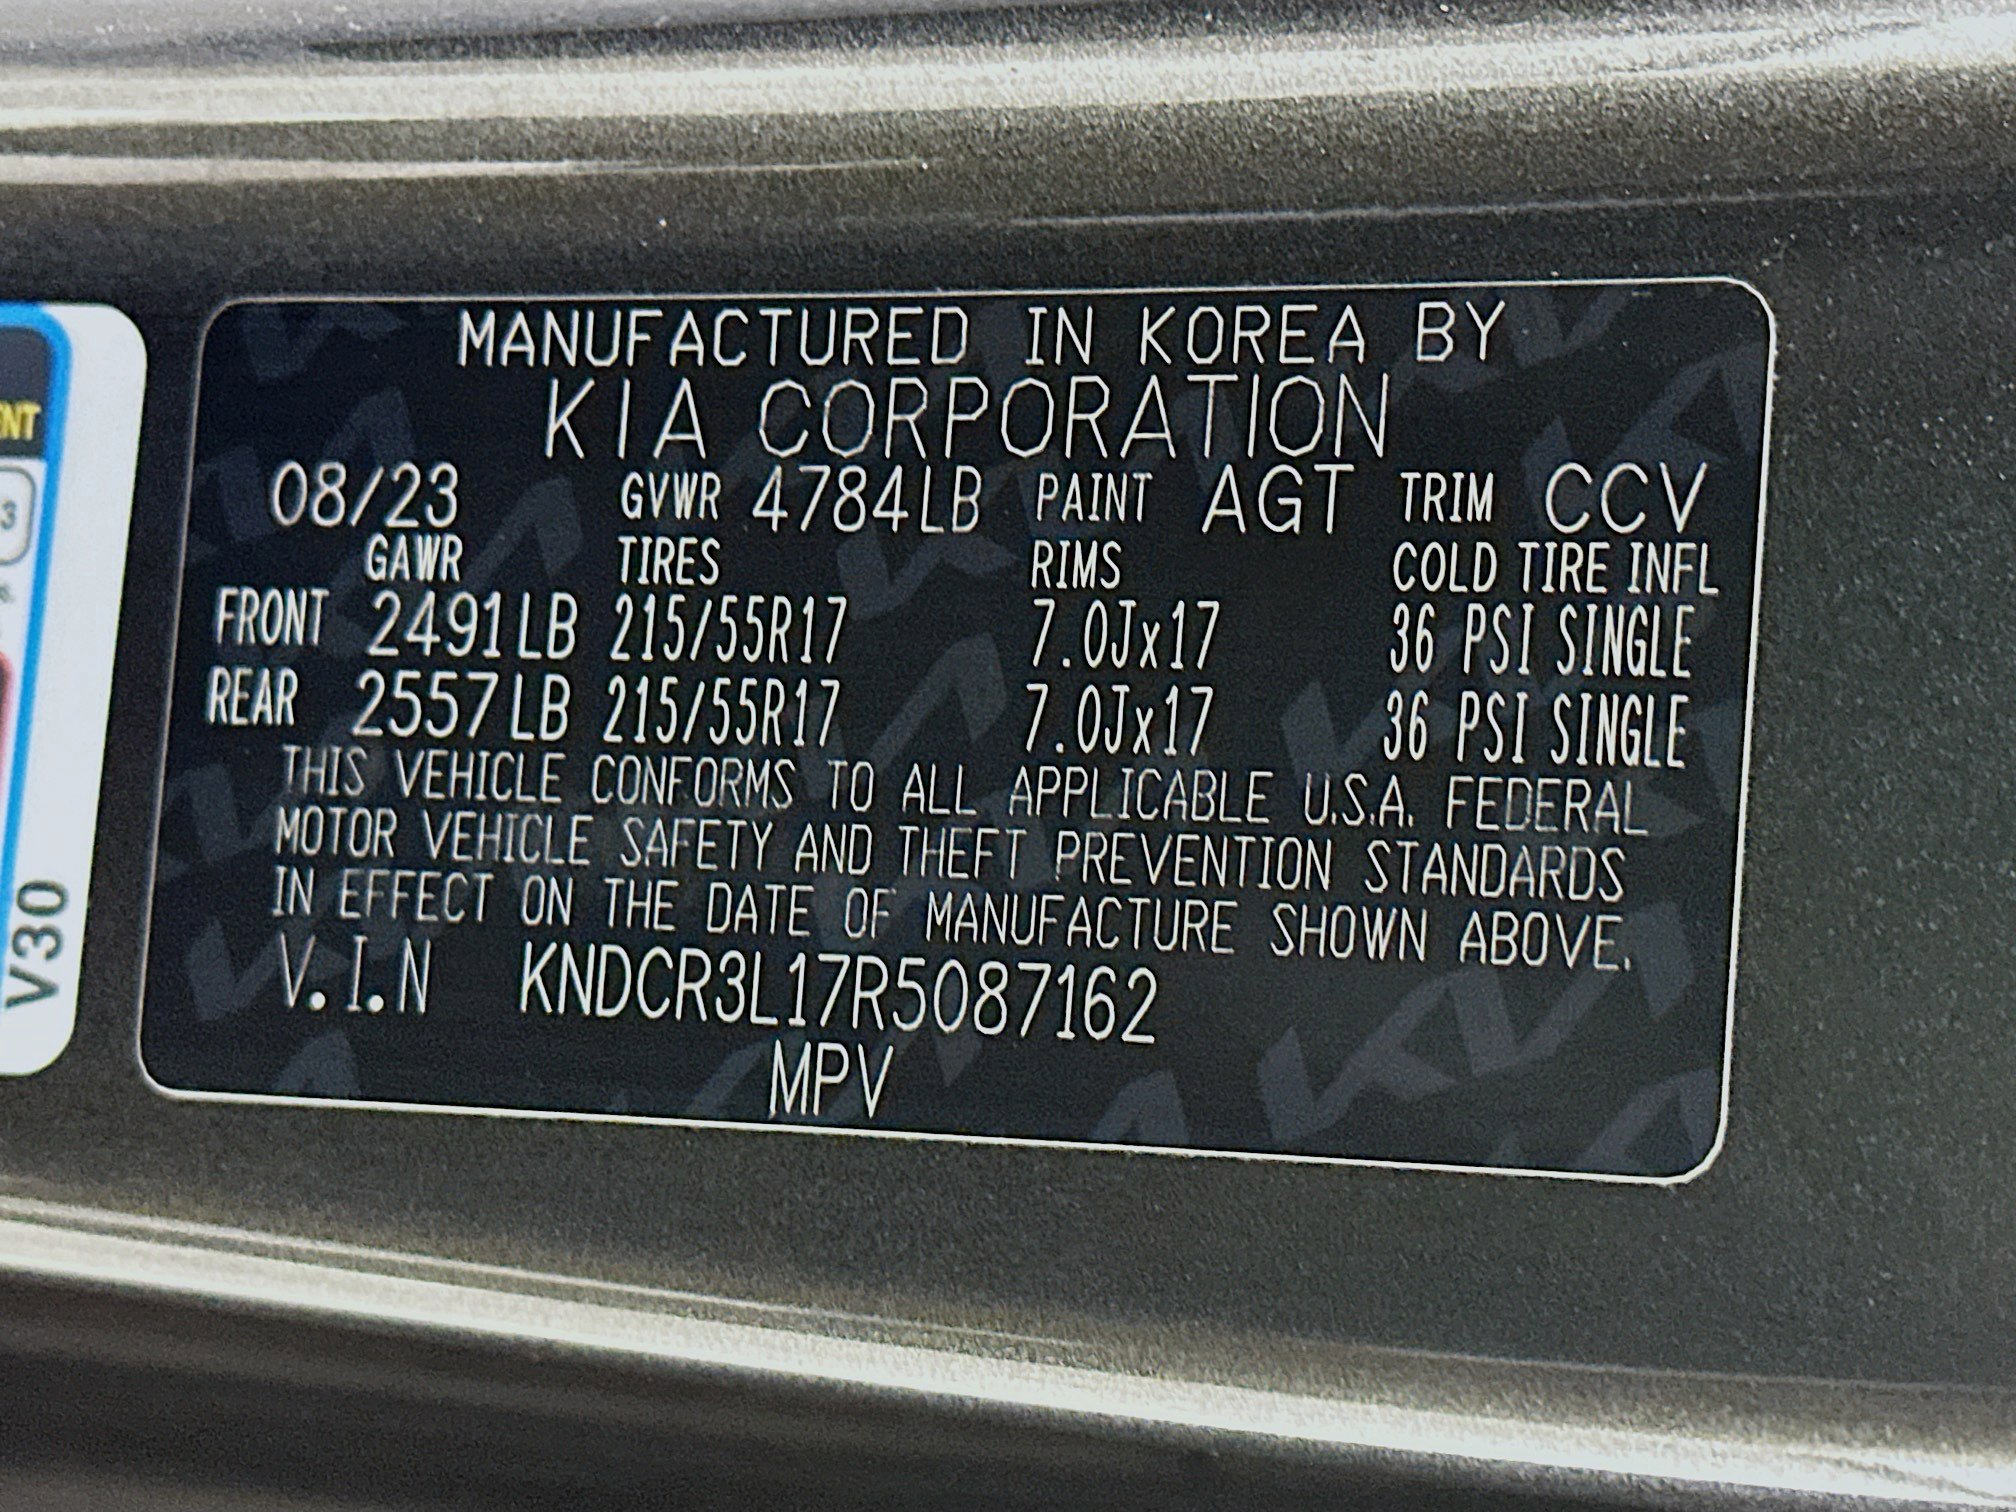 MANUFACTURED IN KOREA BY
KIA CORPORATION
08/23 GVWR 4784LB PAINT AGT TRIM CCV
GAWR TIRES RIMS COLD TIRE INFL
FRONT 2491LB 215/55R17 7.0Jx17 36 PSI SINGLE
REAR 2557LB 215/55R17 7.0Jx17 36 PSI SINGLE
THIS VEHICLE CONFORMS TO ALL APPLICABLE U.S.A. FEDERAL
MOTOR VEHICLE SAFETY AND THEFT PREVENTION STANDARDS
IN EFFECT ON THE DATE OF MANUFACTURE SHOWN ABOVE.
V.I.N KNDCR3L17R5087162
MPV
NT
3
V30